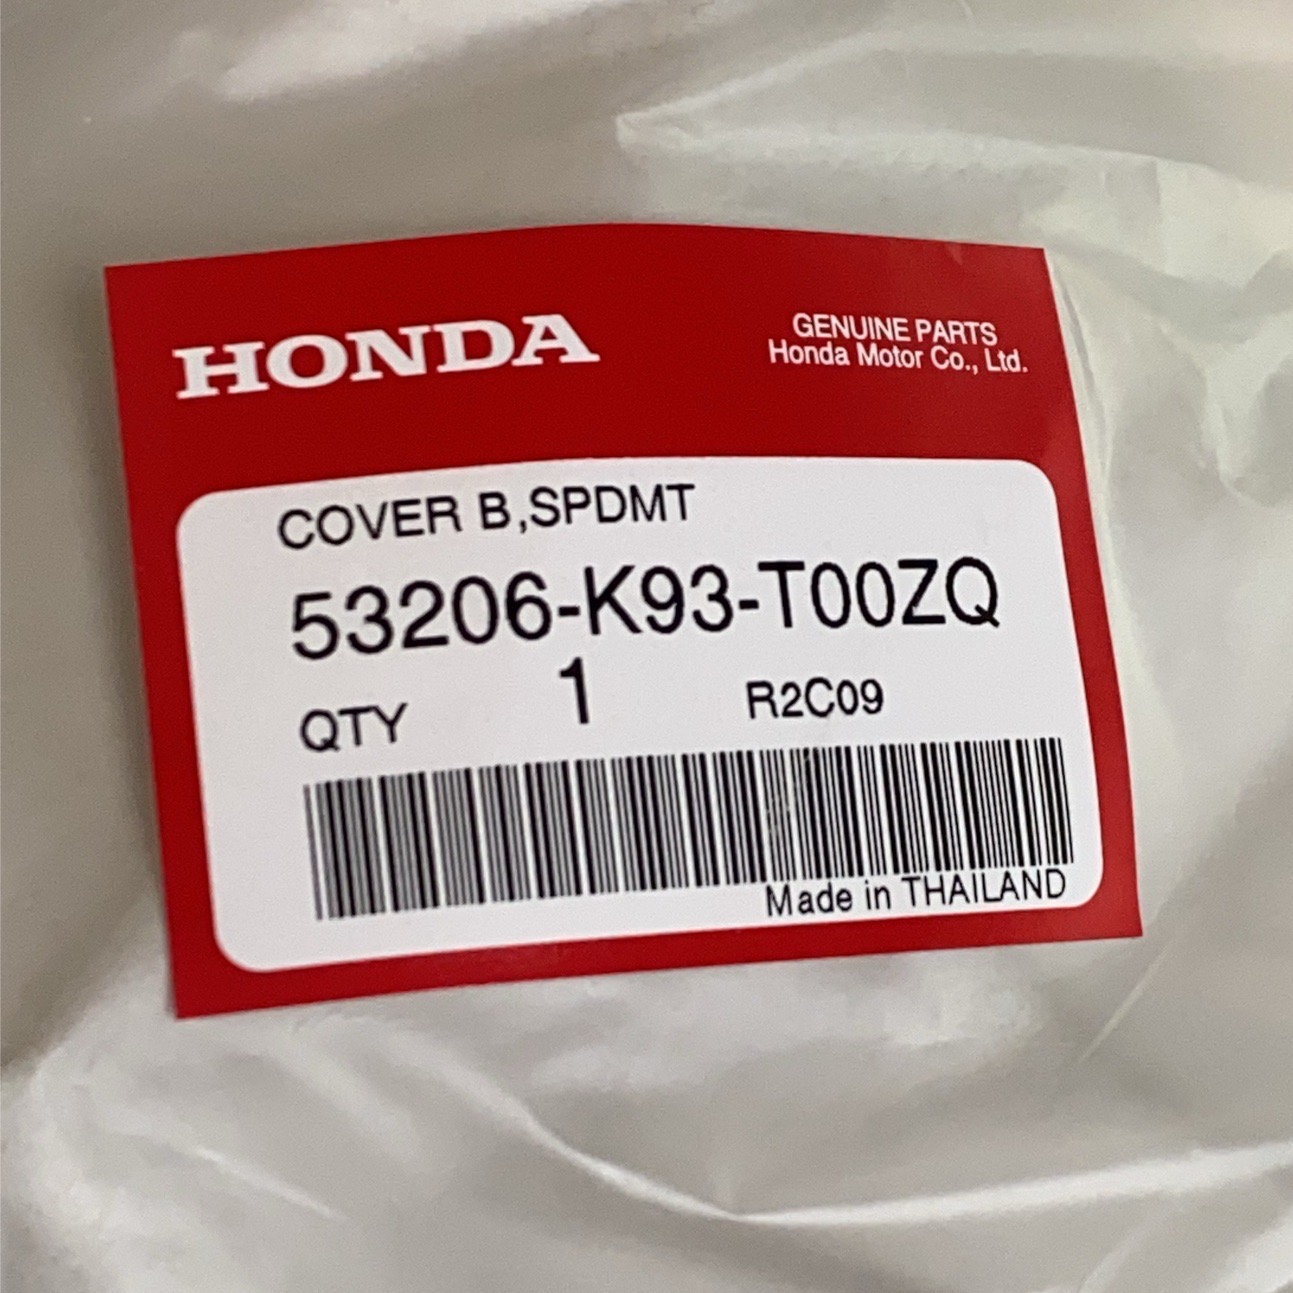 HONDA
GENUINE PARTS
Honda Motor Co., Ltd.
COVER B,SPDMT
53206-K93-T00ZQ
QTY 1 R2C09
Made in THAILAND